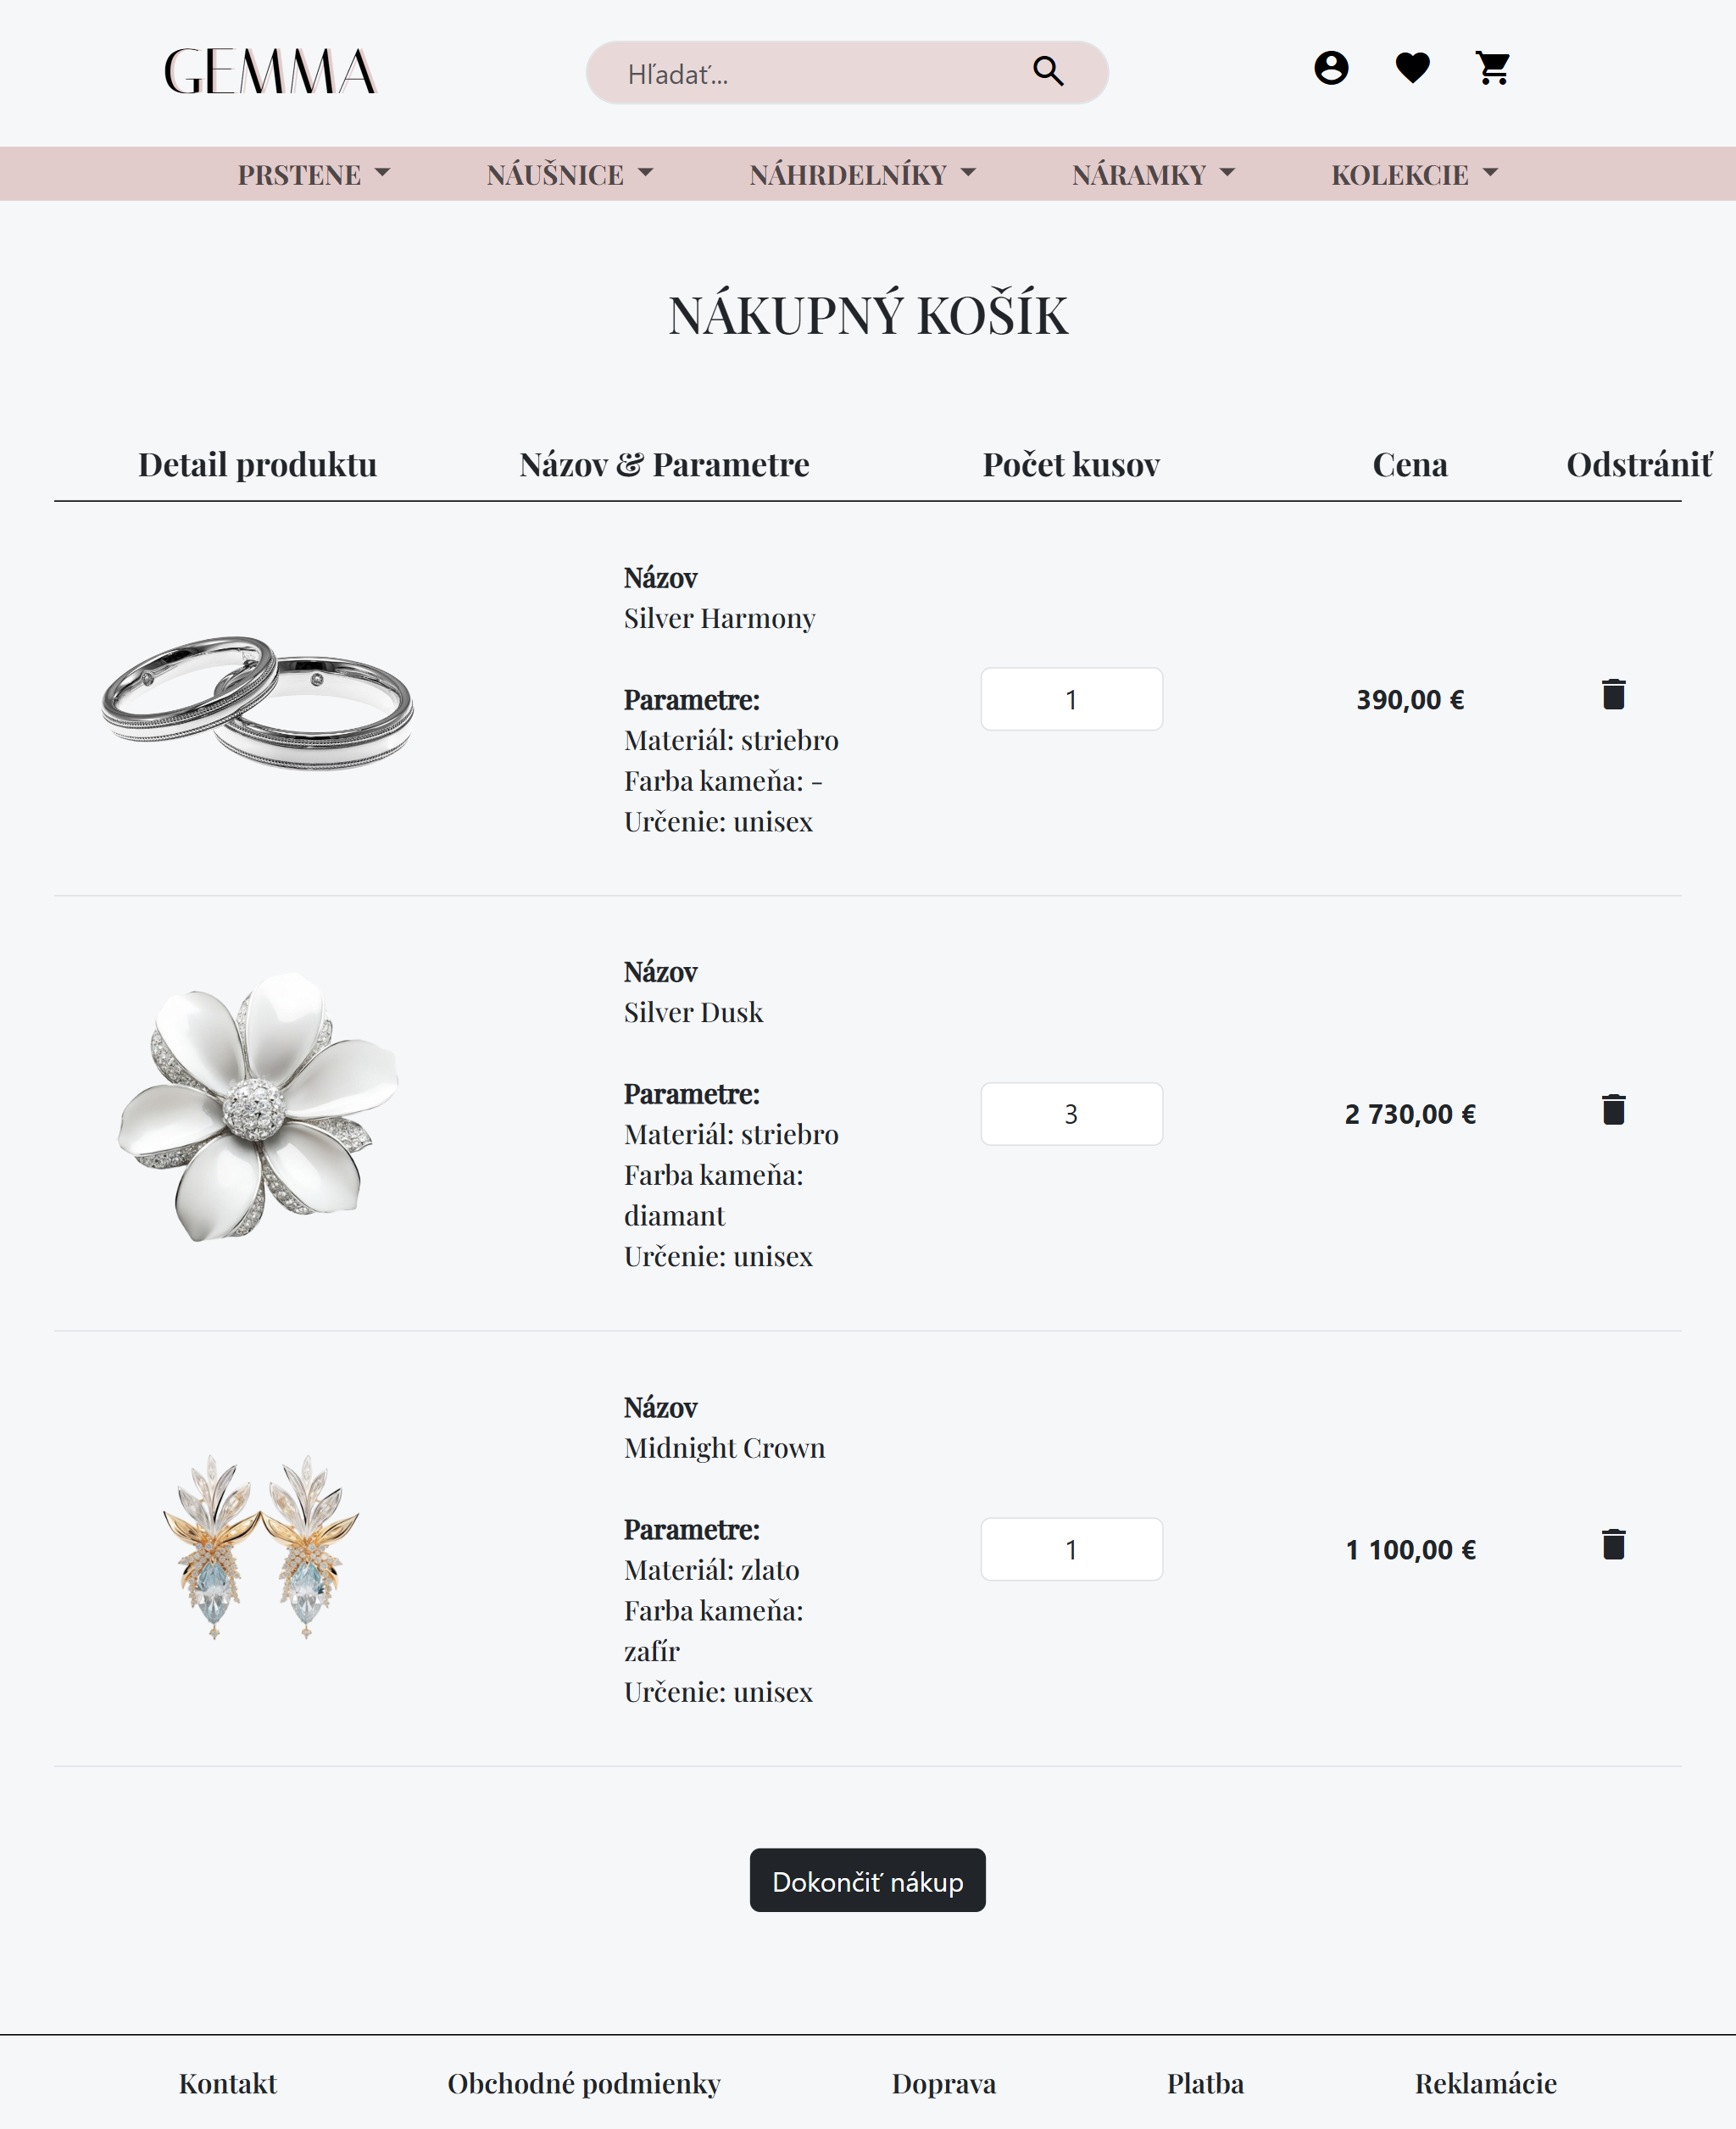 GEMMA
Hľadať...
PRSTENE
NÁUŠNICE
NÁHRDELNÍKY
NÁRAMKY
KOLEKCIE
NÁKUPNÝ KOŠÍK
Detail produktu
Názov & Parametre
Počet kusov
Cena
Odstrániť
Názov
Silver Harmony
Parametre:
Materiál: striebro
Farba kameňa: -
Určenie: unisex
1
390,00 €
Názov
Silver Dusk
Parametre:
Materiál: striebro
Farba kameňa:
diamant
Určenie: unisex
3
2 730,00 €
Názov
Midnight Crown
Parametre:
Materiál: zlato
Farba kameňa:
zafír
Určenie: unisex
1
1 100,00 €
Dokončiť nákup
Kontakt
Obchodné podmienky
Doprava
Platba
Reklamácie